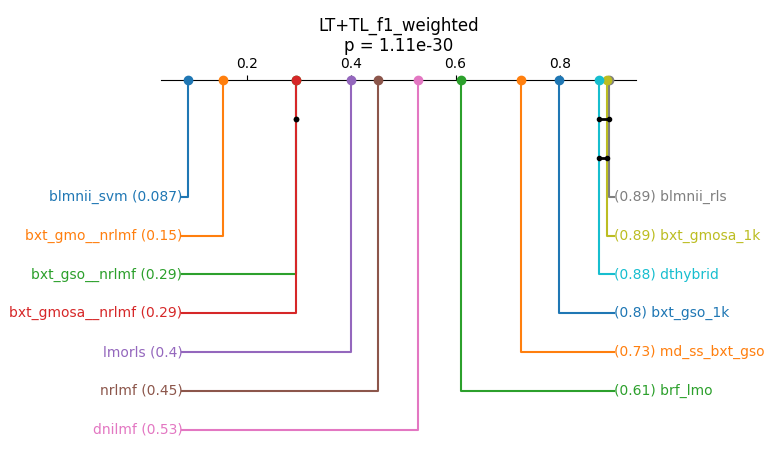 LT+TL_f1_weighted
p = 1.11e-30
0.2 0.4 0.6 0.8
blmnii_svm (0.087) (0.89) blmnii_rls
bxt_gmo__nrlmf (0.15) (0.89) bxt_gmosa_1k
bxt_gso__nrlmf (0.29) (0.88) dthybrid
bxt_gmosa__nrlmf (0.29) (0.8) bxt_gso_1k
lmorls (0.4) (0.73) md_ss_bxt_gso
nrlmf (0.45) (0.61) brf_lmo
dnilmf (0.53)